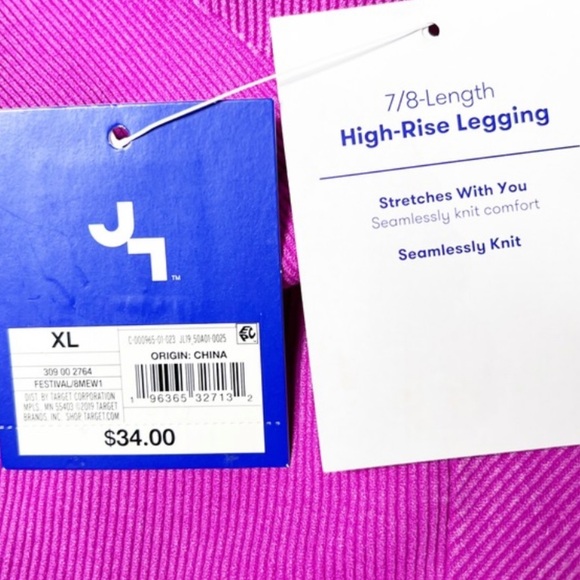 TM
XL
309 00 2764
FESTIVAL/8MEW1
DIST. BY TARGET CORPORATION
MPLS, MN 55403 ©2019 TARGET
BRANDS, INC. SHOP TARGET.COM
C-000965-01-023 JL19_50A01-0025
ORIGIN: CHINA
1 96365 32713 2
$34.00
7/8-Length
High-Rise Legging
Stretches With You
Seamlessly knit comfort
Seamlessly Knit